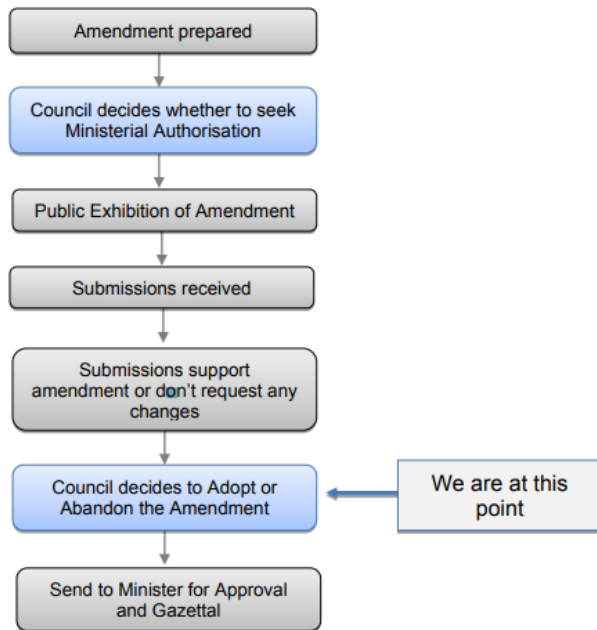 Amendment prepared
Council decides whether to seek
Ministerial Authorisation
Public Exhibition of Amendment
Submissions received
Submissions support
amendment or don't request any
changes
Council decides to Adopt or
Abandon the Amendment
We are at this
point
Send to Minister for Approval
and Gazettal